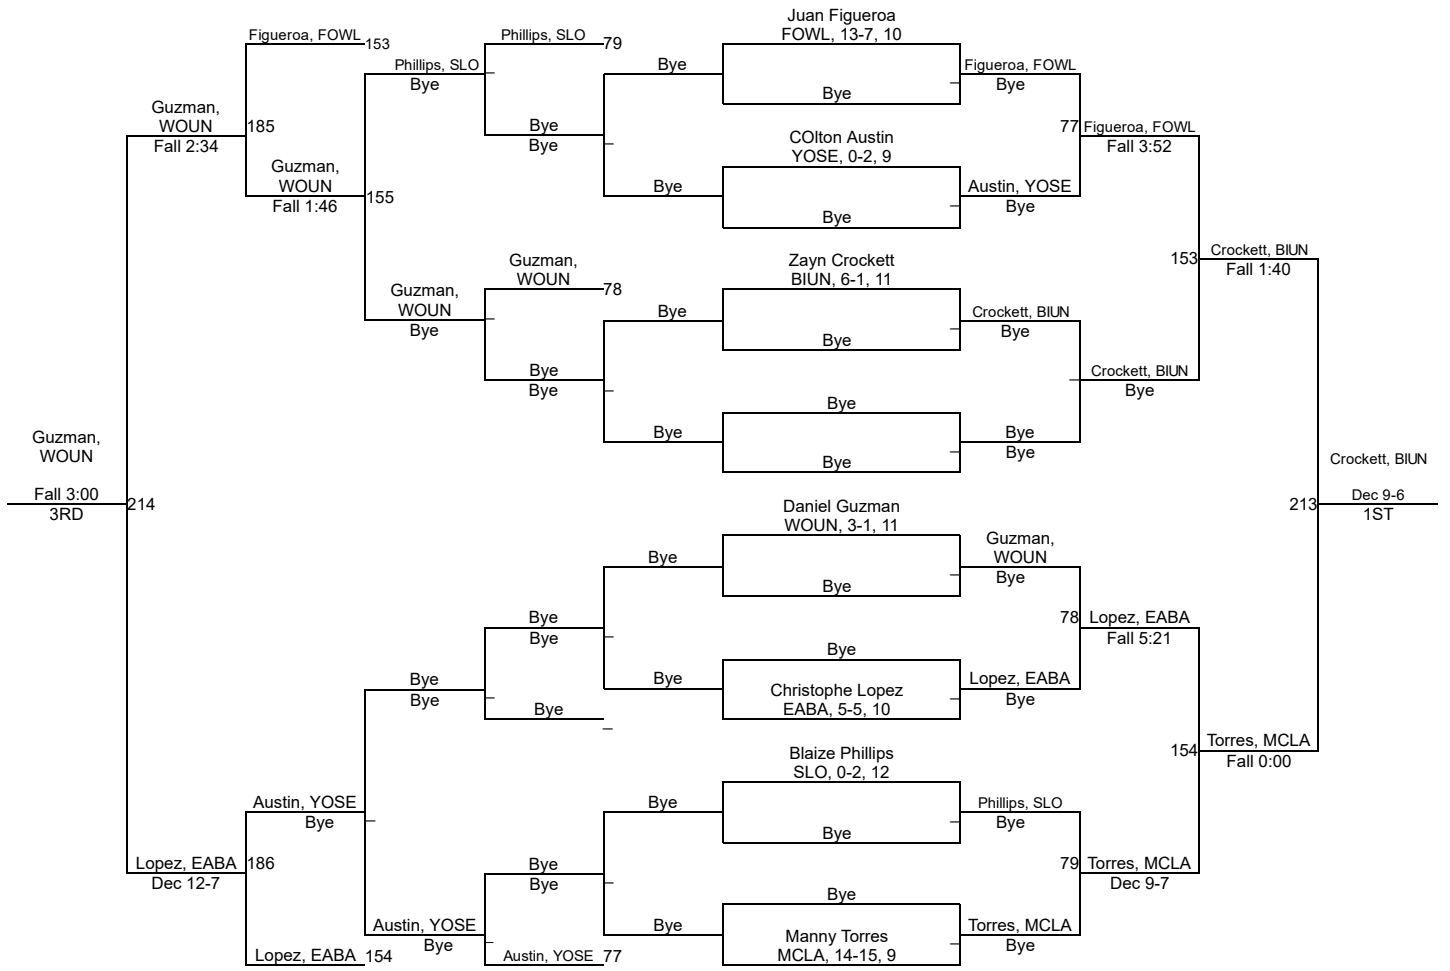 Juan Figueroa
FOWL, 13-7, 10
Figueroa, FOWL
153
Phillips, SLO
79
Phillips, SLO
Bye
Bye
Figueroa, FOWL
Bye
Bye
Guzman,
WOUN
Fall 2:34
185
Bye
Bye
77
Figueroa, FOWL
Fall 3:52
COlton Austin
YOSE, 0-2, 9
Guzman,
WOUN
Fall 1:46
155
Bye
Austin, YOSE
Bye
Bye
Zayn Crockett
BIUN, 6-1, 11
153
Crockett, BIUN
Fall 1:40
Guzman,
WOUN
78
Guzman,
WOUN
Bye
Bye
Crockett, BIUN
Bye
Bye
Bye
Bye
Crockett, BIUN
Bye
Bye
Bye
Bye
Bye
Bye
Guzman,
WOUN
Fall 3:00
3RD
214
Crockett, BIUN
213
Dec 9-6
1ST
Daniel Guzman
WOUN, 3-1, 11
Guzman,
WOUN
Bye
Bye
Bye
Bye
Bye
78
Lopez, EABA
Fall 5:21
Bye
Bye
Bye
Bye
Christophe Lopez
EABA, 5-5, 10
Lopez, EABA
Bye
Bye
154
Torres, MCLA
Fall 0:00
Blaize Phillips
SLO, 0-2, 12
Austin, YOSE
Bye
Bye
Phillips, SLO
Bye
Bye
Lopez, EABA
Dec 12-7
186
Bye
Bye
79
Torres, MCLA
Dec 9-7
Bye
Austin, YOSE
Bye
Bye
Manny Torres
MCLA, 14-15, 9
Torres, MCLA
Bye
Lopez, EABA
154
Austin, YOSE
77